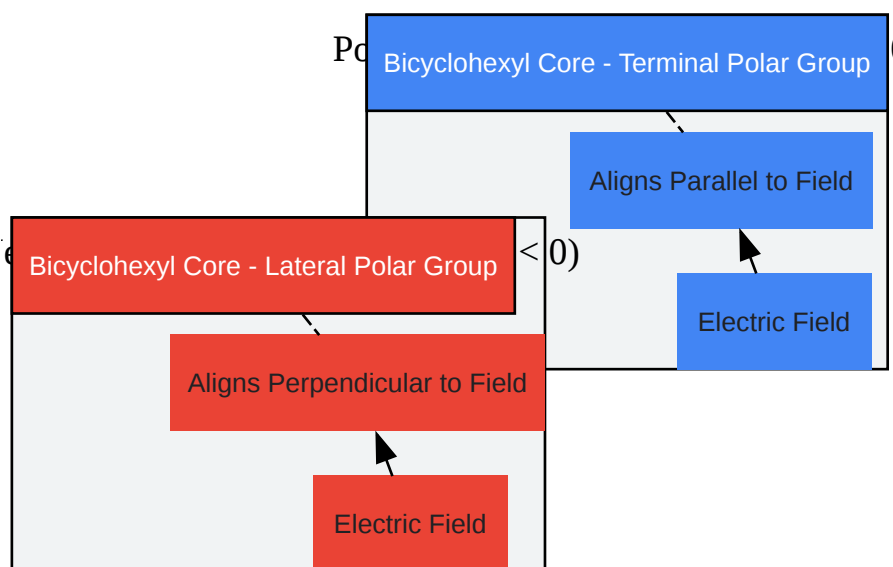 Bicyclohexyl Core - Terminal Polar Group
Aligns Parallel to Field
Electric Field
< 0)
Bicyclohexyl Core - Lateral Polar Group
Aligns Perpendicular to Field
Electric Field